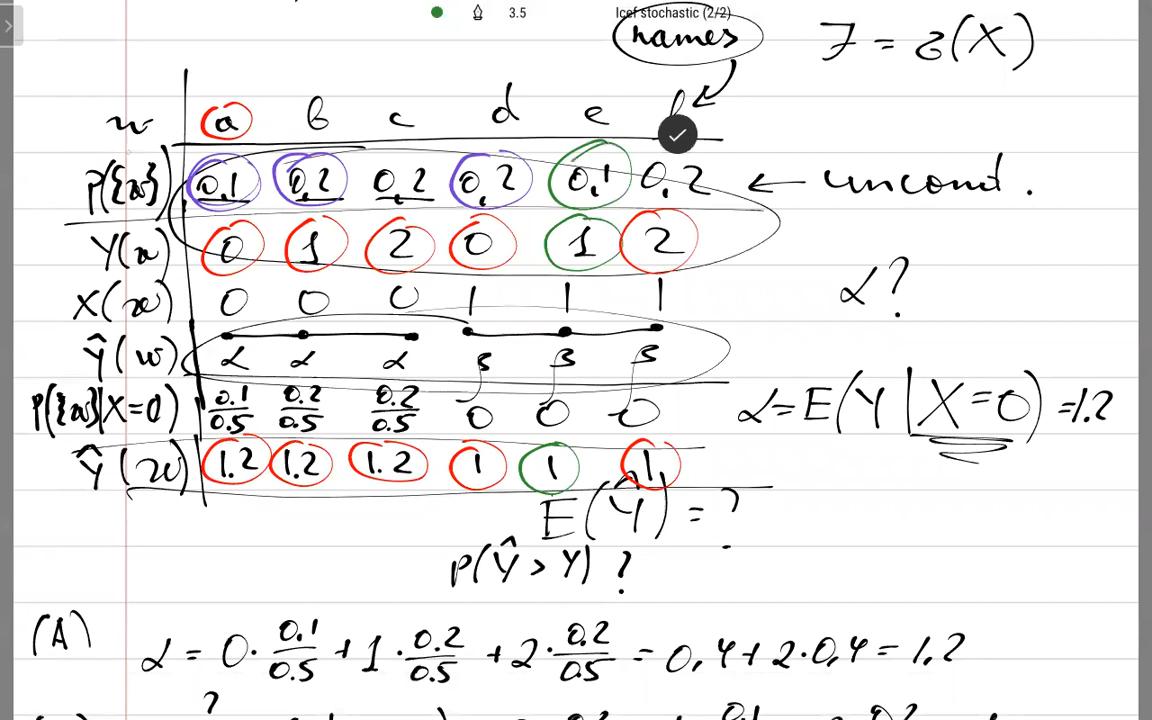 3.5 Icef stochastic (2/2)
names
F = σ(X)
w a b c d e
P({w}) 0.1 0.2 0.2 0.2 0.1 0.2 ← uncond.
Y(w) 0 1 2 0 1 2
α?
X(w) 0 0 0 1 1 1
Ŷ(w) α α α β β β
P({w}|X=0) 0.1/0.5 0.2/0.5 0.2/0.5 0 0 0
α = E(Y | X=0) = 1.2
Ŷ(w) 1.2 1.2 1.2 1 1 1
E(Ŷ) = ?
P(Ŷ > Y) ?
(A) α = 0 · 0.1/0.5 + 1 · 0.2/0.5 + 2 · 0.2/0.5 = 0,4 + 2·0,4 = 1,2
?